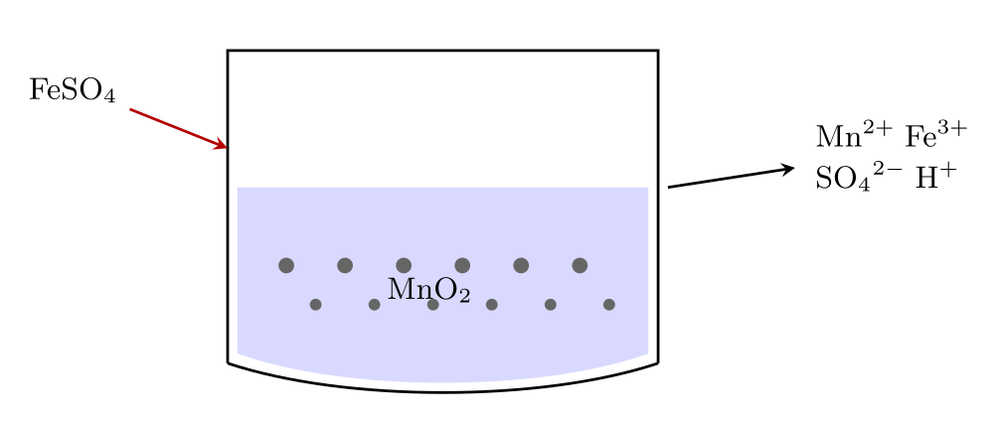 FeSO₄
Mn²⁺ Fe³⁺
SO₄²⁻ H⁺
MnO₂